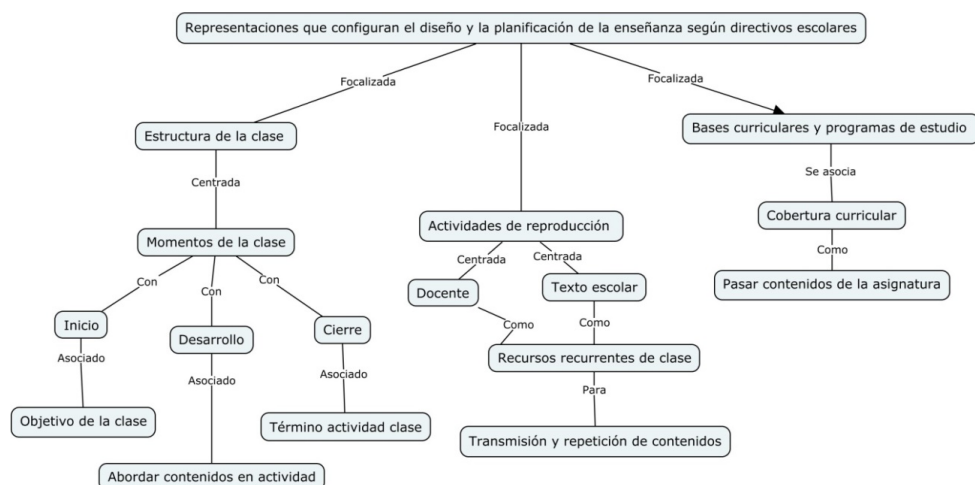 Representaciones que configuran el diseño y la planificación de la enseñanza según directivos escolares
Focalizada
Focalizada
Focalizada
Estructura de la clase
Bases curriculares y programas de estudio
Centrada
Se asocia
Momentos de la clase
Actividades de reproducción
Cobertura curricular
Con
Con
Con
Centrada
Centrada
Como
Docente
Texto escolar
Pasar contenidos de la asignatura
Inicio
Desarrollo
Cierre
Como
Como
Asociado
Asociado
Asociado
Recursos recurrentes de clase
Para
Objetivo de la clase
Término actividad clase
Transmisión y repetición de contenidos
Abordar contenidos en actividad